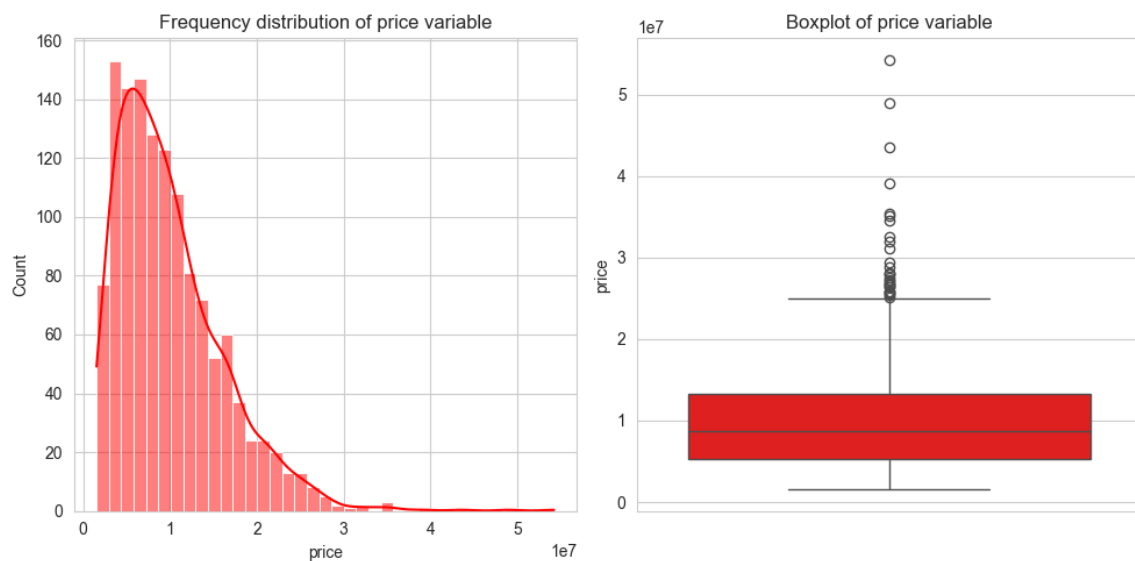 Frequency distribution of price variable
160
140
120
100
80
60
40
20
0
Count
0 1 2 3 4 5
price
1e7
Boxplot of price variable
1e7
5
4
3
2
1
0
price